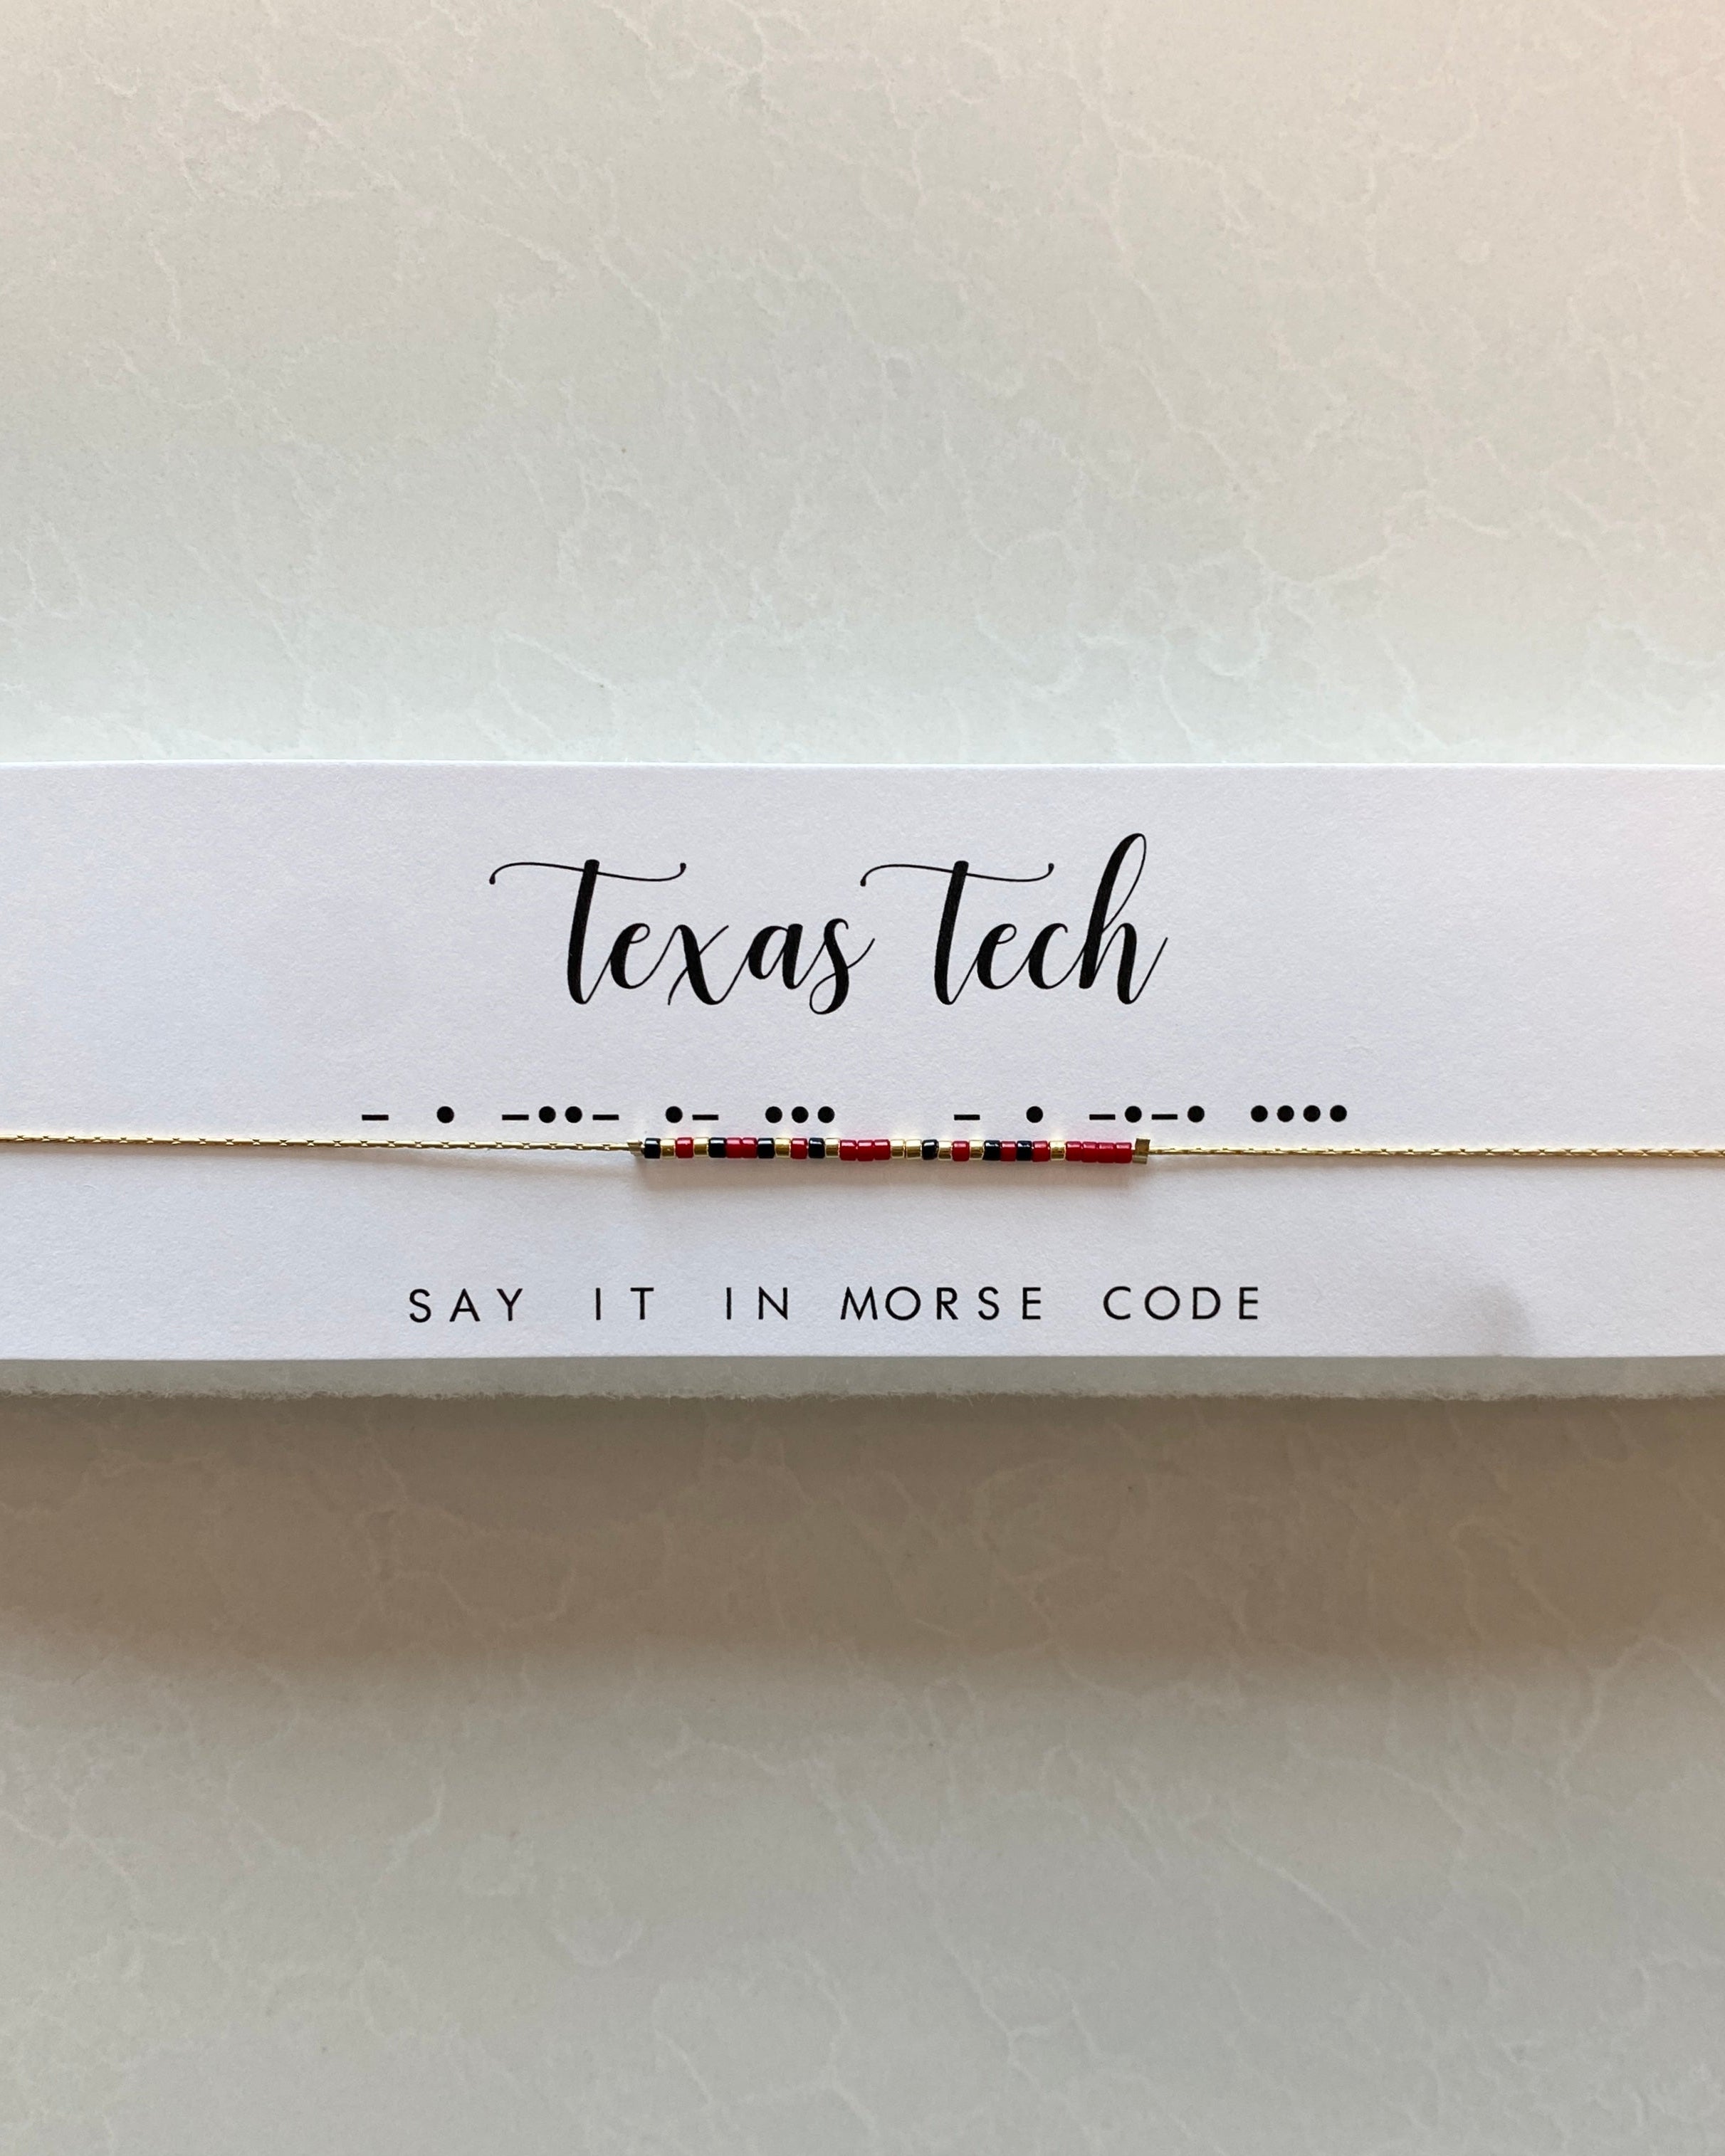 Texas Tech
– • –••– •– ••• – • –•–• ••••
SAY IT IN MORSE CODE